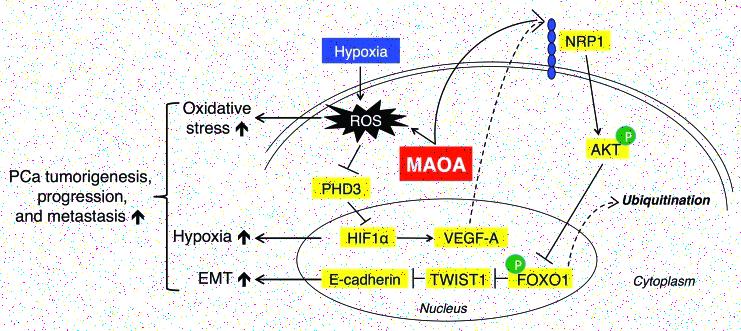 NRP1
Hypoxia
Oxidative
stress
ROS
P
AKT
MAOA
PCa tumorigenesis,
progression,
and metastasis
PHD3
Ubiquitination
Hypoxia
HIF1α
VEGF-A
P
EMT
E-cadherin
TWIST1
FOXO1
Cytoplasm
Nucleus